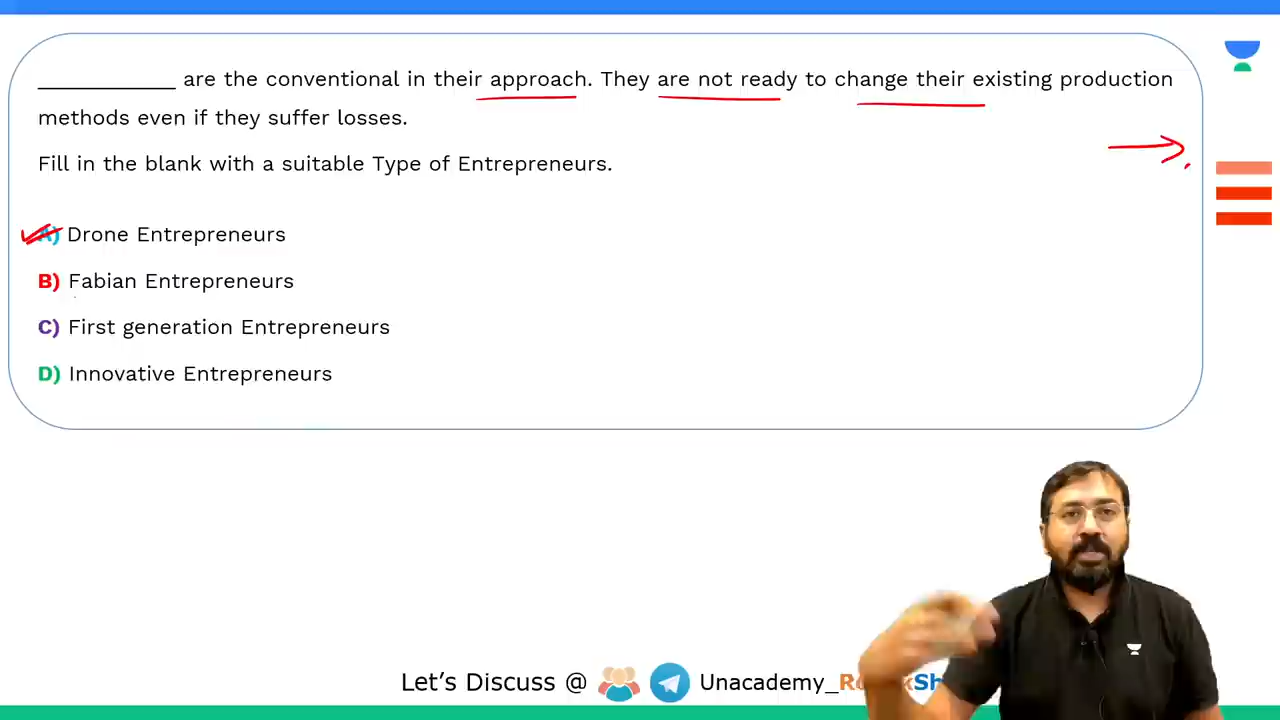 ___________ are the conventional in their approach. They are not ready to change their existing production
methods even if they suffer losses.
Fill in the blank with a suitable Type of Entrepreneurs.
A) Drone Entrepreneurs
B) Fabian Entrepreneurs
C) First generation Entrepreneurs
D) Innovative Entrepreneurs
Let's Discuss @ Unacademy_